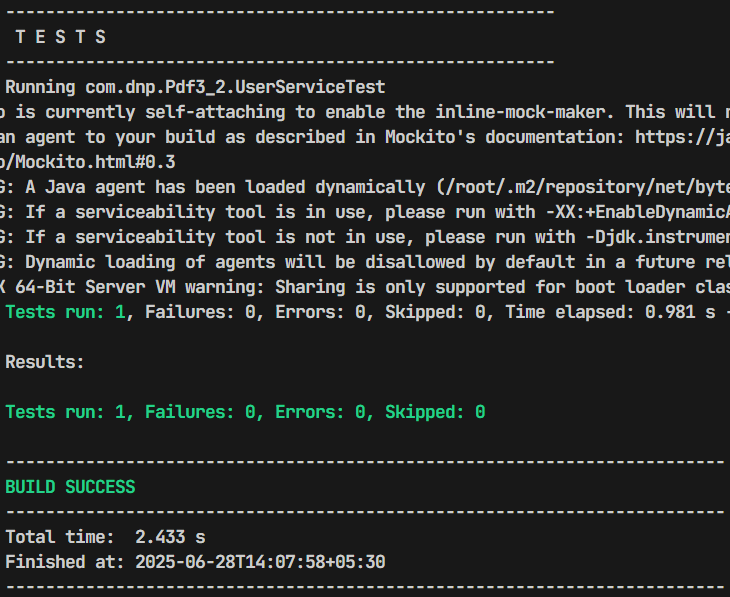 -------------------------------------------------------
T E S T S
-------------------------------------------------------
Running com.dnp.Pdf3_2.UserServiceTest
is currently self-attaching to enable the inline-mock-maker. This will
an agent to your build as described in Mockito's documentation: https://ja
o/Mockito.html#0.3
G: A Java agent has been loaded dynamically (/root/.m2/repository/net/byte
G: If a serviceability tool is in use, please run with -XX:+EnableDynamicA
G: If a serviceability tool is not in use, please run with -Djdk.instrumen
G: Dynamic loading of agents will be disallowed by default in a future rel
K 64-Bit Server VM warning: Sharing is only supported for boot loader clas
Tests run: 1, Failures: 0, Errors: 0, Skipped: 0, Time elapsed: 0.981 s -
Results:
Tests run: 1, Failures: 0, Errors: 0, Skipped: 0
------------------------------------------------------------------------
BUILD SUCCESS
------------------------------------------------------------------------
Total time:  2.433 s
Finished at: 2025-06-28T14:07:58+05:30
------------------------------------------------------------------------